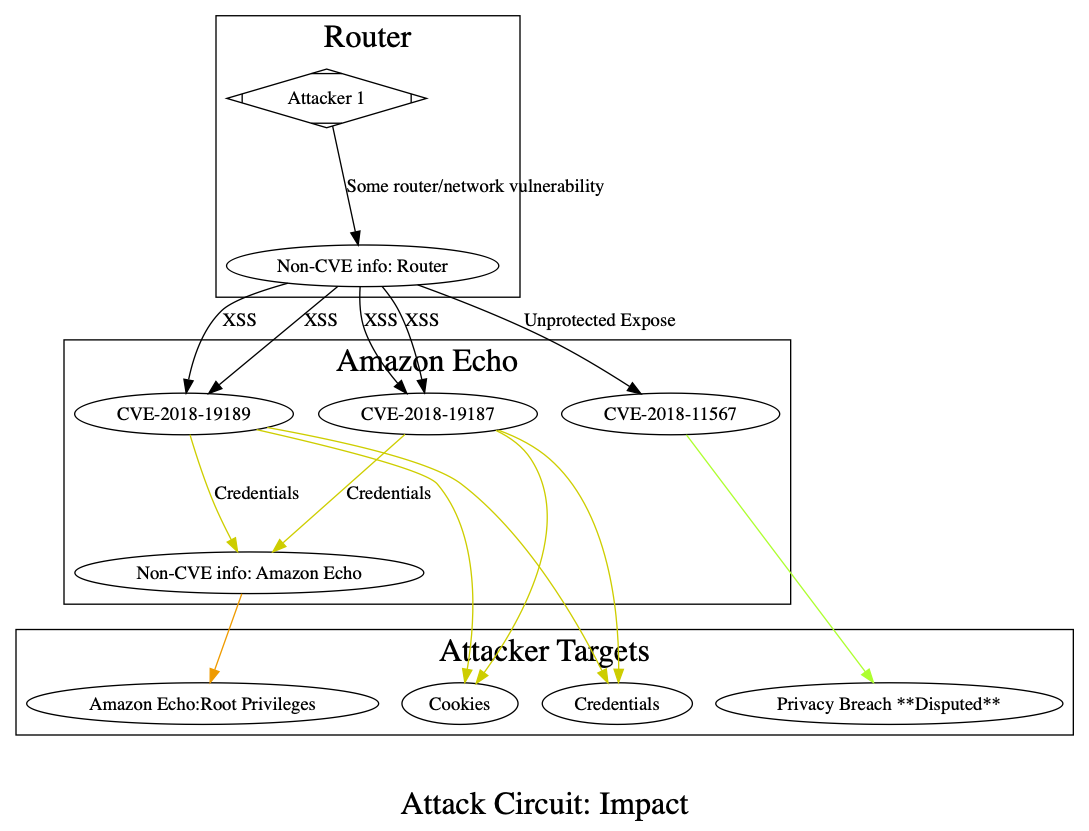 Router
Attacker 1
Some router/network vulnerability
Non-CVE info: Router
XSS
XSS
XSS
XSS
Unprotected Expose
Amazon Echo
CVE-2018-19189
CVE-2018-19187
CVE-2018-11567
Credentials
Credentials
Non-CVE info: Amazon Echo
Attacker Targets
Amazon Echo:Root Privileges
Cookies
Credentials
Privacy Breach **Disputed**
Attack Circuit: Impact